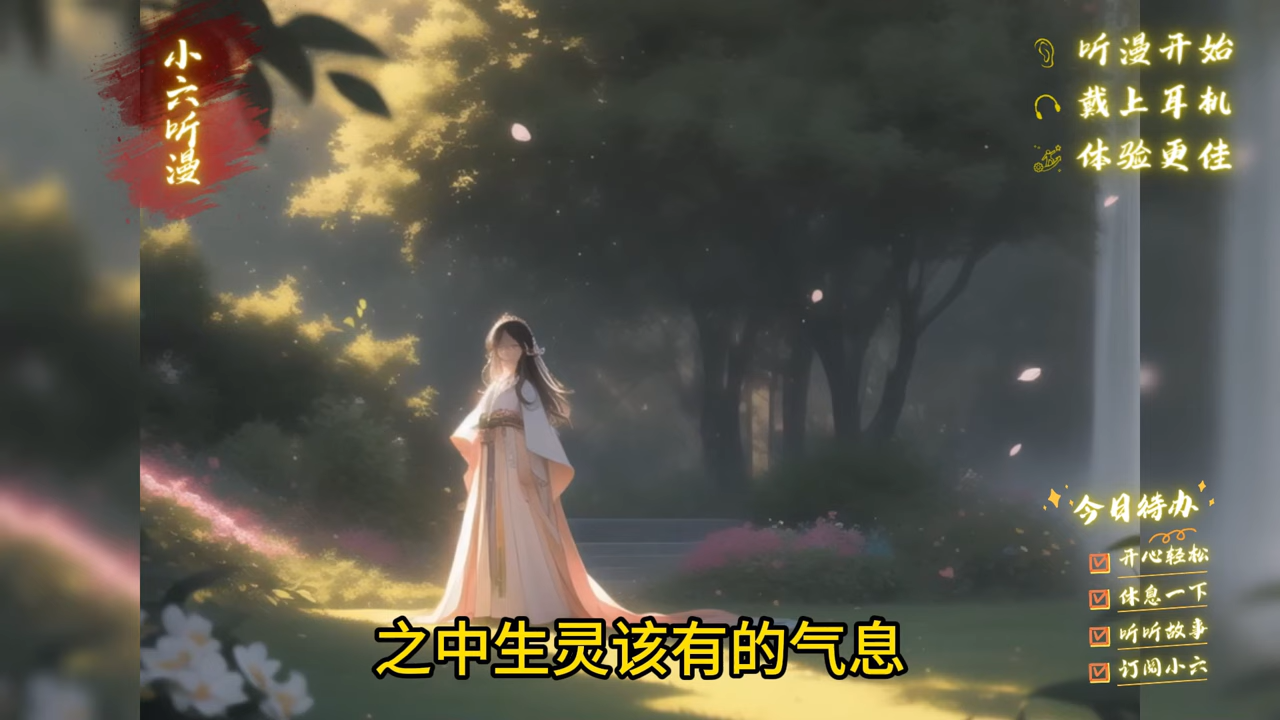 小六听漫
听漫开始
戴上耳机
体验更佳
今日待办
开心轻松
休息一下
听听故事
订阅小六
之中生灵该有的气息